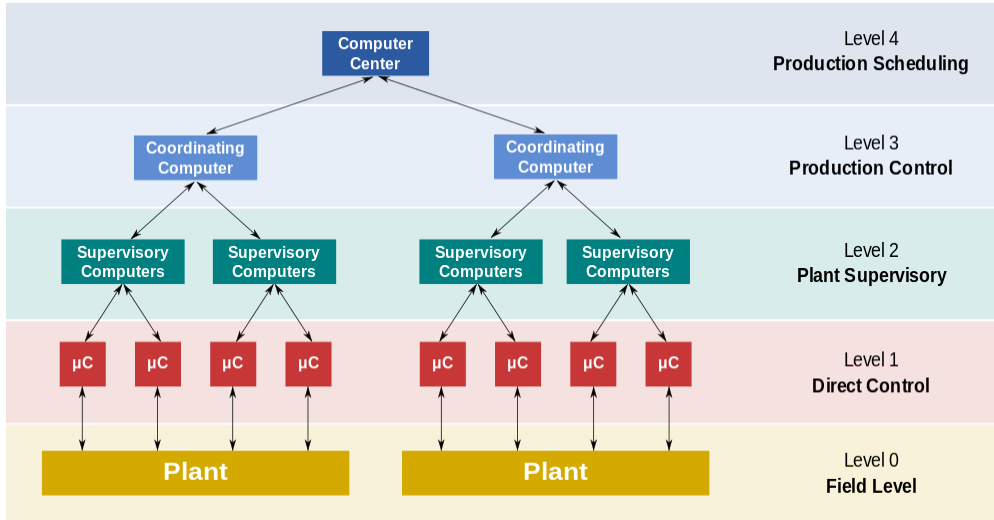 Computer
Center
Level 4
Production Scheduling
Coordinating
Computer
Coordinating
Computer
Level 3
Production Control
Supervisory
Computers
Supervisory
Computers
Supervisory
Computers
Supervisory
Computers
Level 2
Plant Supervisory
µC
µC
µC
µC
µC
µC
µC
µC
Level 1
Direct Control
Plant
Plant
Level 0
Field Level